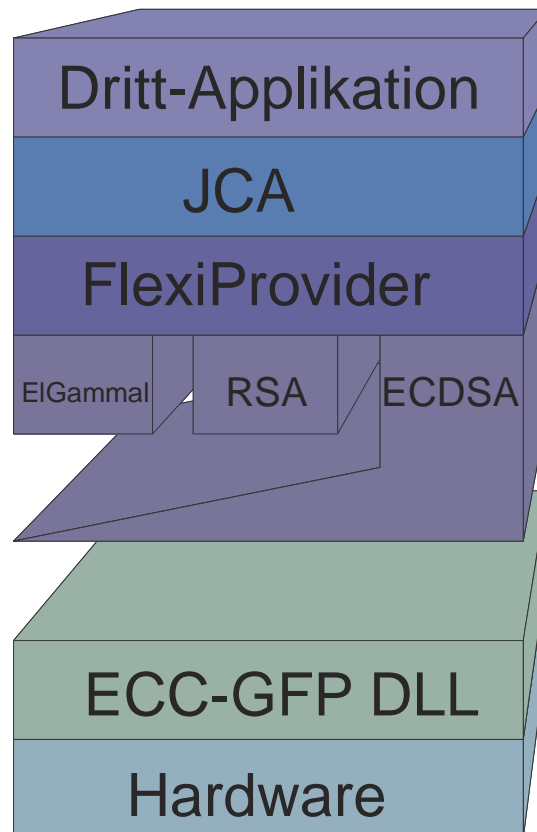 Dritt-Applikation
JCA
FlexiProvider
ElGammal
RSA
ECDSA
ECC-GFP DLL
Hardware